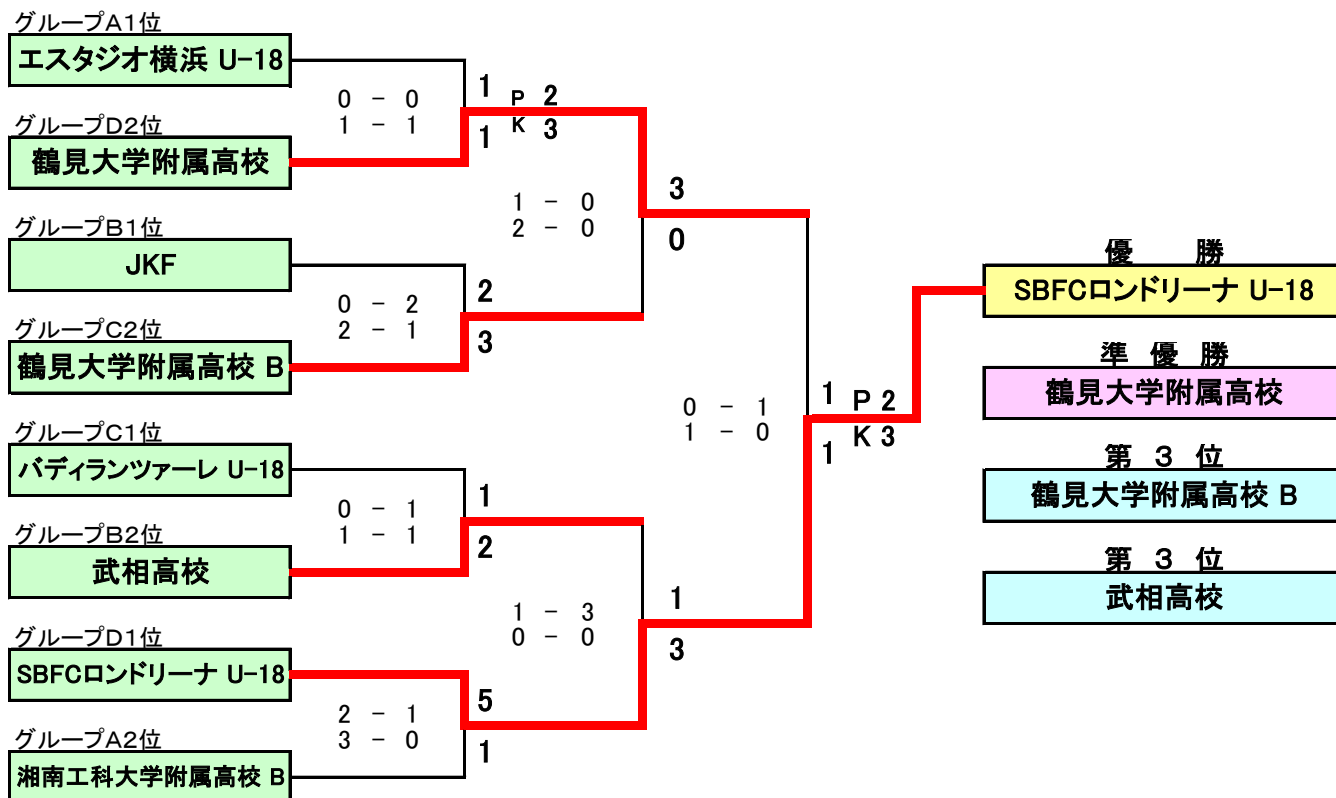 グループA1位
エスタジオ横浜 U-18
0 - 0
1 - 1
1
1
PK
2
3
グループD2位
鶴見大学附属高校
1 - 0
2 - 0
3
0
グループB1位
JKF
0 - 2
2 - 1
2
3
グループC2位
鶴見大学附属高校 B
0 - 1
1 - 0
1
1
PK
2
3
グループC1位
バディランツァーレ U-18
0 - 1
1 - 1
1
2
グループB2位
武相高校
1 - 3
0 - 0
1
3
グループD1位
SBFCロンドリーナ U-18
2 - 1
3 - 0
5
1
グループA2位
湘南工科大学附属高校 B
優 勝
SBFCロンドリーナ U-18
準 優 勝
鶴見大学附属高校
第 3 位
鶴見大学附属高校 B
第 3 位
武相高校